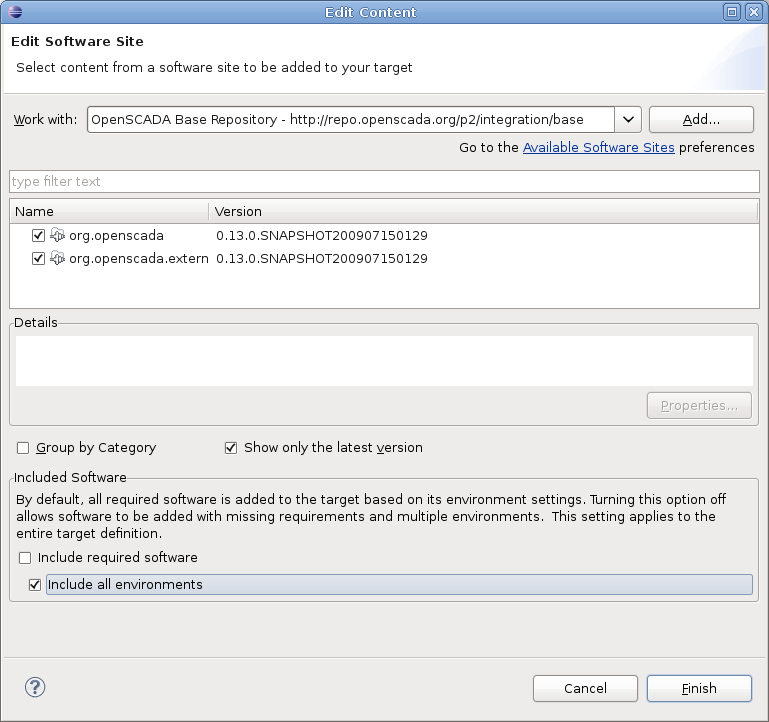 Edit Content
Edit Software Site
Select content from a software site to be added to your target
Work with: OpenSCADA Base Repository - http://repo.openscada.org/p2/integration/base Add...
Go to the Available Software Sites preferences
type filter text
Name Version
org.openscada 0.13.0.SNAPSHOT200907150129
org.openscada.extern 0.13.0.SNAPSHOT200907150129
Details
Properties...
Group by Category Show only the latest version
Included Software
By default, all required software is added to the target based on its environment settings. Turning this option off
allows software to be added with missing requirements and multiple environments.  This setting applies to the
entire target definition.
Include required software
Include all environments
? Cancel Finish